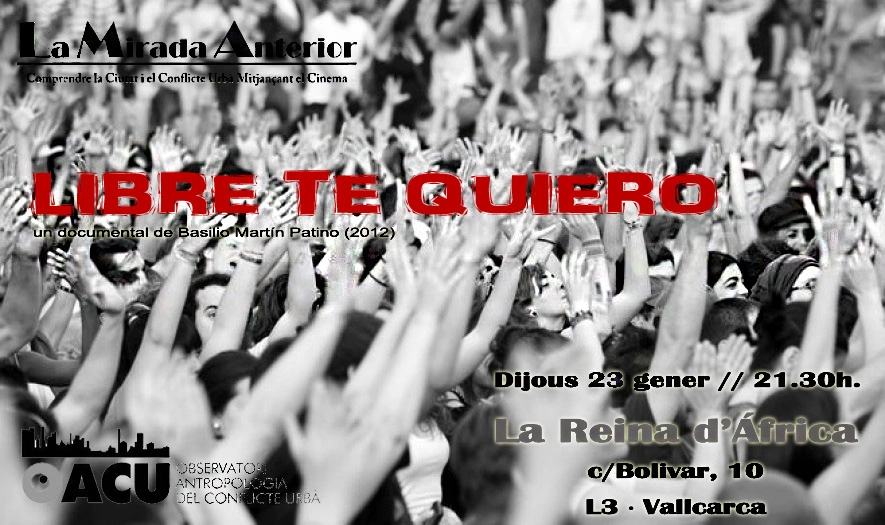 La Mirada Anterior
Comprendre la Ciutat i el Conflicte Urbà Mitjançant el Cinema
LIBRE TE QUIERO
un documental de Basilio Martín Patino (2012)
Dijous 23 gener // 21.30h.
La Reina d'Àfrica
c/Bolivar, 10
L3 · Vallcarca
OACU
OBSERVATORI
ANTROPOLOGIA
DEL CONFLICTE URBÀ